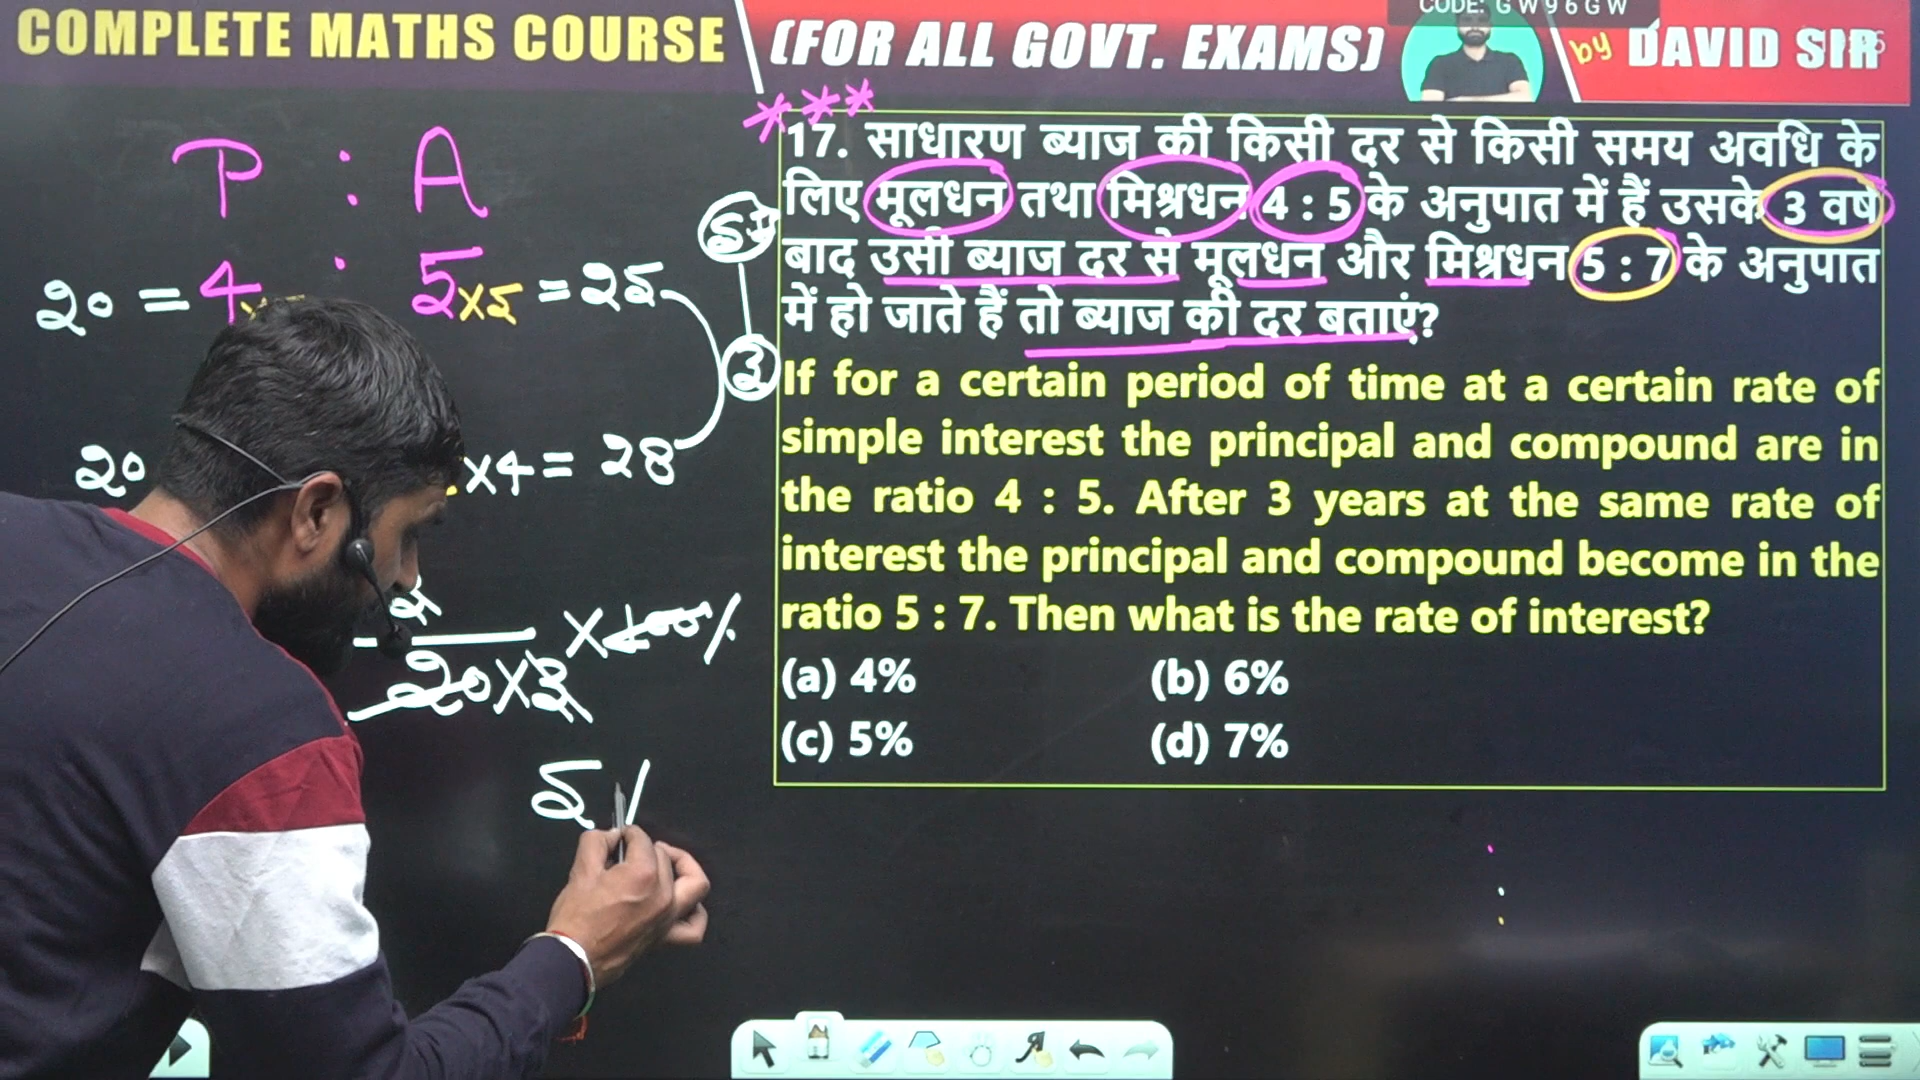 CODE: GW96GW
COMPLETE MATHS COURSE (FOR ALL GOVT. EXAMS) by DAVID SIR
P : A
20 = 4 : 5x5 = 25
20
x4 = 28
SI
3
20x3 x100%
5 /
17. साधारण ब्याज की किसी दर से किसी समय अवधि के
लिए मूलधन तथा मिश्रधन 4 : 5 के अनुपात में हैं उसके 3 वर्ष
बाद उसी ब्याज दर से मूलधन और मिश्रधन 5 : 7 के अनुपात
में हो जाते हैं तो ब्याज की दर बताएं?
If for a certain period of time at a certain rate of
simple interest the principal and compound are in
the ratio 4 : 5. After 3 years at the same rate of
interest the principal and compound become in the
ratio 5 : 7. Then what is the rate of interest?
(a) 4% (b) 6%
(c) 5% (d) 7%